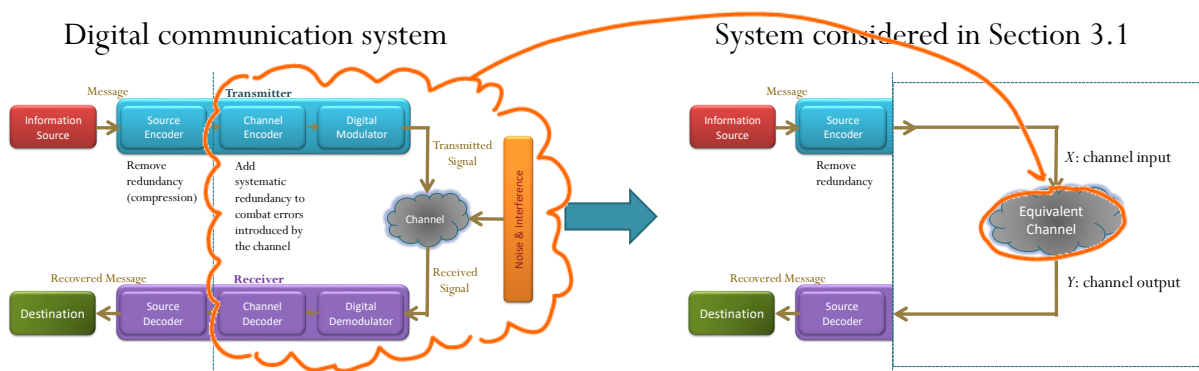 Digital communication system
System considered in Section 3.1
Message
Transmitter
Information
Source
Source
Encoder
Channel
Encoder
Digital
Modulator
Remove
redundancy
(compression)
Add
systematic
redundancy to
combat errors
introduced by
the channel
Transmitted
Signal
Channel
Noise & Interference
Received
Signal
Recovered Message
Receiver
Destination
Source
Decoder
Channel
Decoder
Digital
Demodulator
Message
Information
Source
Source
Encoder
Remove
redundancy
X: channel input
Equivalent
Channel
Y: channel output
Recovered Message
Destination
Source
Decoder